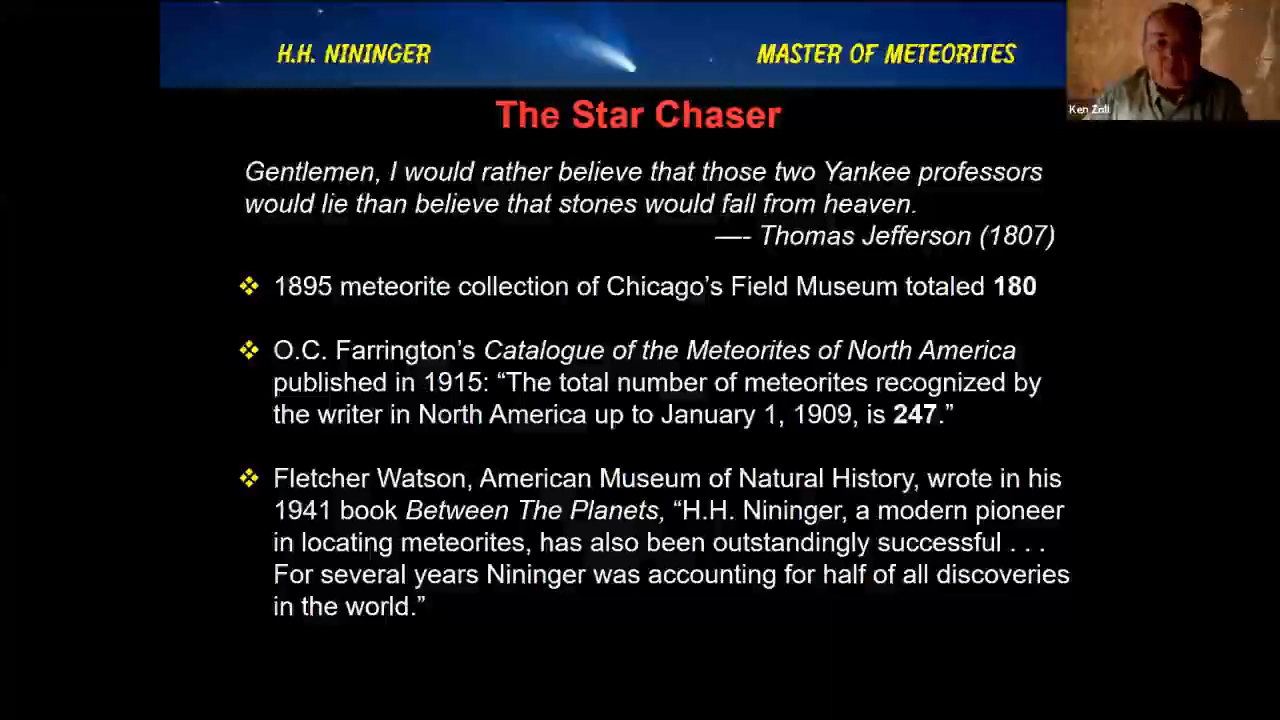 H.H. NININGER
MASTER OF METEORITES
Ken Zoll
The Star Chaser
Gentlemen, I would rather believe that those two Yankee professors
would lie than believe that stones would fall from heaven.
—- Thomas Jefferson (1807)
❖ 1895 meteorite collection of Chicago’s Field Museum totaled 180
❖ O.C. Farrington’s Catalogue of the Meteorites of North America
published in 1915: “The total number of meteorites recognized by
the writer in North America up to January 1, 1909, is 247.”
❖ Fletcher Watson, American Museum of Natural History, wrote in his
1941 book Between The Planets, “H.H. Nininger, a modern pioneer
in locating meteorites, has also been outstandingly successful . . .
For several years Nininger was accounting for half of all discoveries
in the world.”